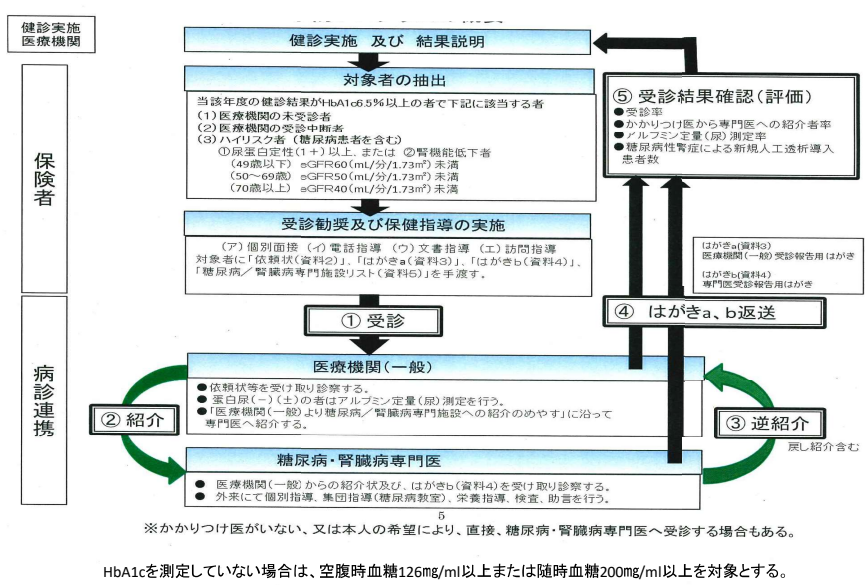 健診実施
医療機関
健診実施 及び 結果説明
保険者
対象者の抽出
当該年度の健診結果がHbA1c6.5%以上の者で下記に該当する者
(1)医療機関の未受診者
(2)医療機関の受診中断者
(3)ハイリスク者 (糖尿病患者を含む)
①尿蛋白定性(1+)以上、または ②腎機能低下者
(49歳以下) eGFR60(mL/分/1.73㎡)未満
(50～69歳) eGFR50(mL/分/1.73㎡)未満
(70歳以上) eGFR40(mL/分/1.73㎡)未満
受診勧奨及び保健指導の実施
(ア)個別面接 (イ)電話指導 (ウ)文書指導 (エ)訪問指導
対象者に「依頼状(資料2)」、「はがきa(資料3)」、「はがきb(資料4)」、
「糖尿病／腎臓病専門施設リスト(資料5)」を手渡す。
⑤ 受診結果確認(評価)
●受診率
●かかりつけ医から専門医への紹介者率
●アルブミン定量(尿)測定率
●糖尿病性腎症による新規人工透析導入
患者数
はがきa(資料3)
医療機関(一般)受診報告用はがき
はがきb(資料4)
専門医受診報告用はがき
① 受診
④ はがきa、b返送
病診連携
医療機関(一般)
●依頼状等を受け取り診察する。
● 蛋白尿(－)(±)の者はアルブミン定量(尿)測定を行う。
●「医療機関(一般)より糖尿病／腎臓病専門施設への紹介のめやす」に沿って
専門医へ紹介する。
② 紹介
③ 逆紹介
戻し紹介含む
糖尿病・腎臓病専門医
● 医療機関(一般)からの紹介状及び、はがきb(資料4)を受け取り診察する。
● 外来にて個別指導、集団指導(糖尿病教室)、栄養指導、検査、助言を行う。
5
※かかりつけ医がいない、又は本人の希望により、直接、糖尿病・腎臓病専門医へ受診する場合もある。
HbA1cを測定していない場合は、空腹時血糖126㎎/ml以上または随時血糖200㎎/ml以上を対象とする。